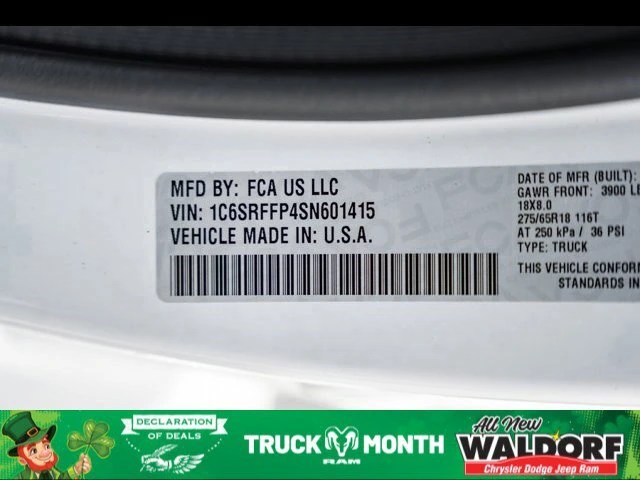 MFD BY: FCA US LLC
VIN: 1C6SRFFP4SN601415
VEHICLE MADE IN: U.S.A.
DATE OF MFR (BUILT):
GAWR FRONT: 3900 LB
18X8.0
275/65R18 116T
AT 250 kPa / 36 PSI
TYPE: TRUCK
THIS VEHICLE CONFORM
STANDARDS IN
DECLARATION
OF DEALS
TRUCK MONTH
RAM
All New
WALDORF
Chrysler Dodge Jeep Ram